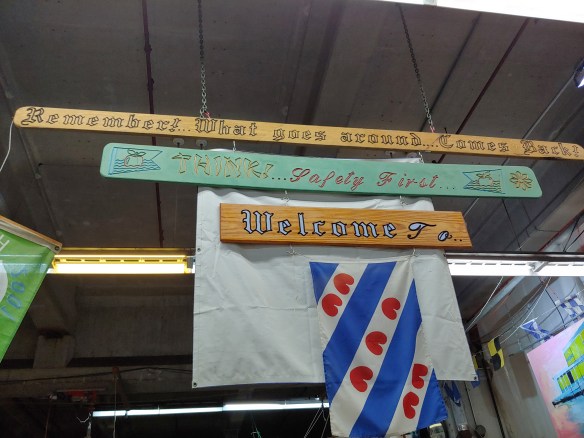 Remember!...What goes around...Comes Back!
THINK!...Safety First...
Welcome To..